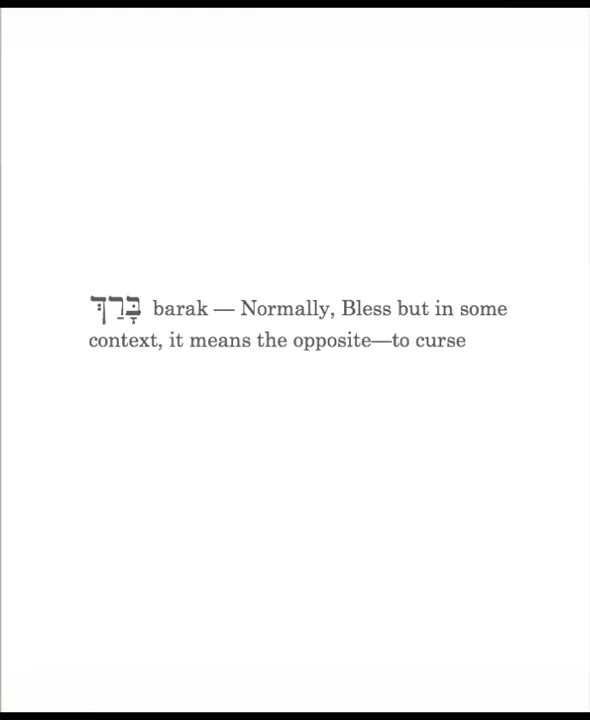 בָּרַךְ barak — Normally, Bless but in some
context, it means the opposite—to curse